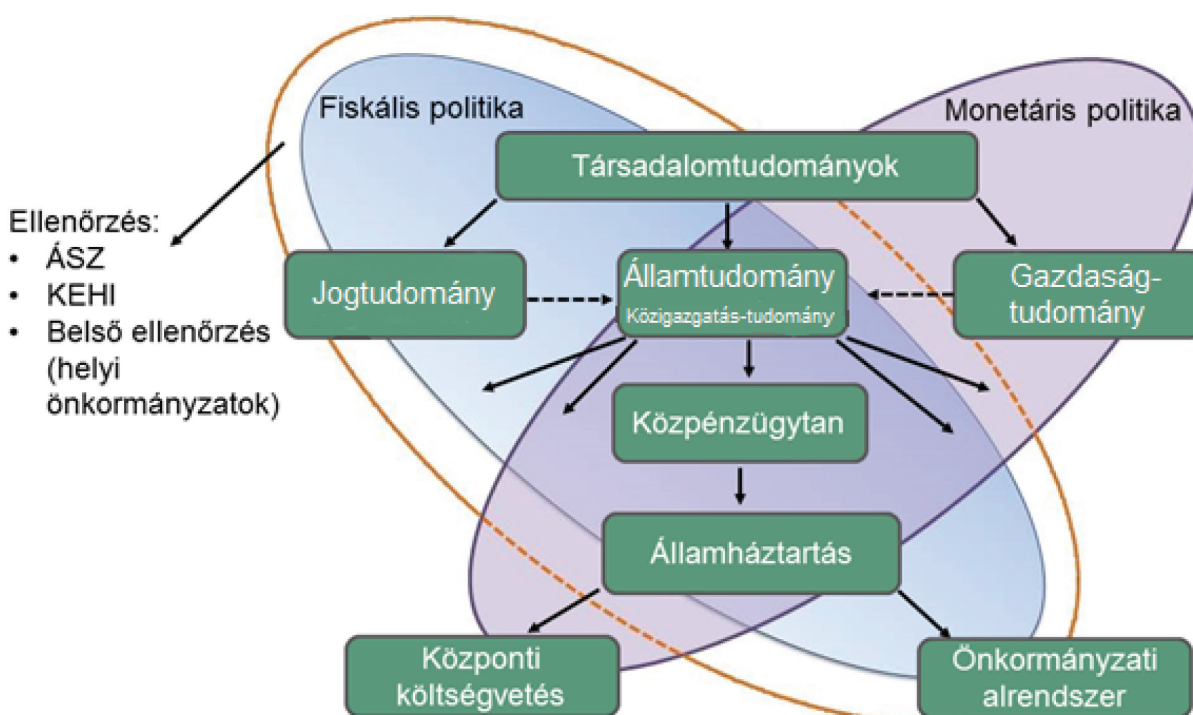 Fiskális politika
Monetáris politika
Társadalomtudományok
Ellenőrzés:
• ÁSZ
• KEHI
• Belső ellenőrzés
(helyi
önkormányzatok)
Jogtudomány
Államtudomány
Közigazgatás-tudomány
Gazdaság-
tudomány
Közpénzügytan
Államháztartás
Központi
költségvetés
Önkormányzati
alrendszer